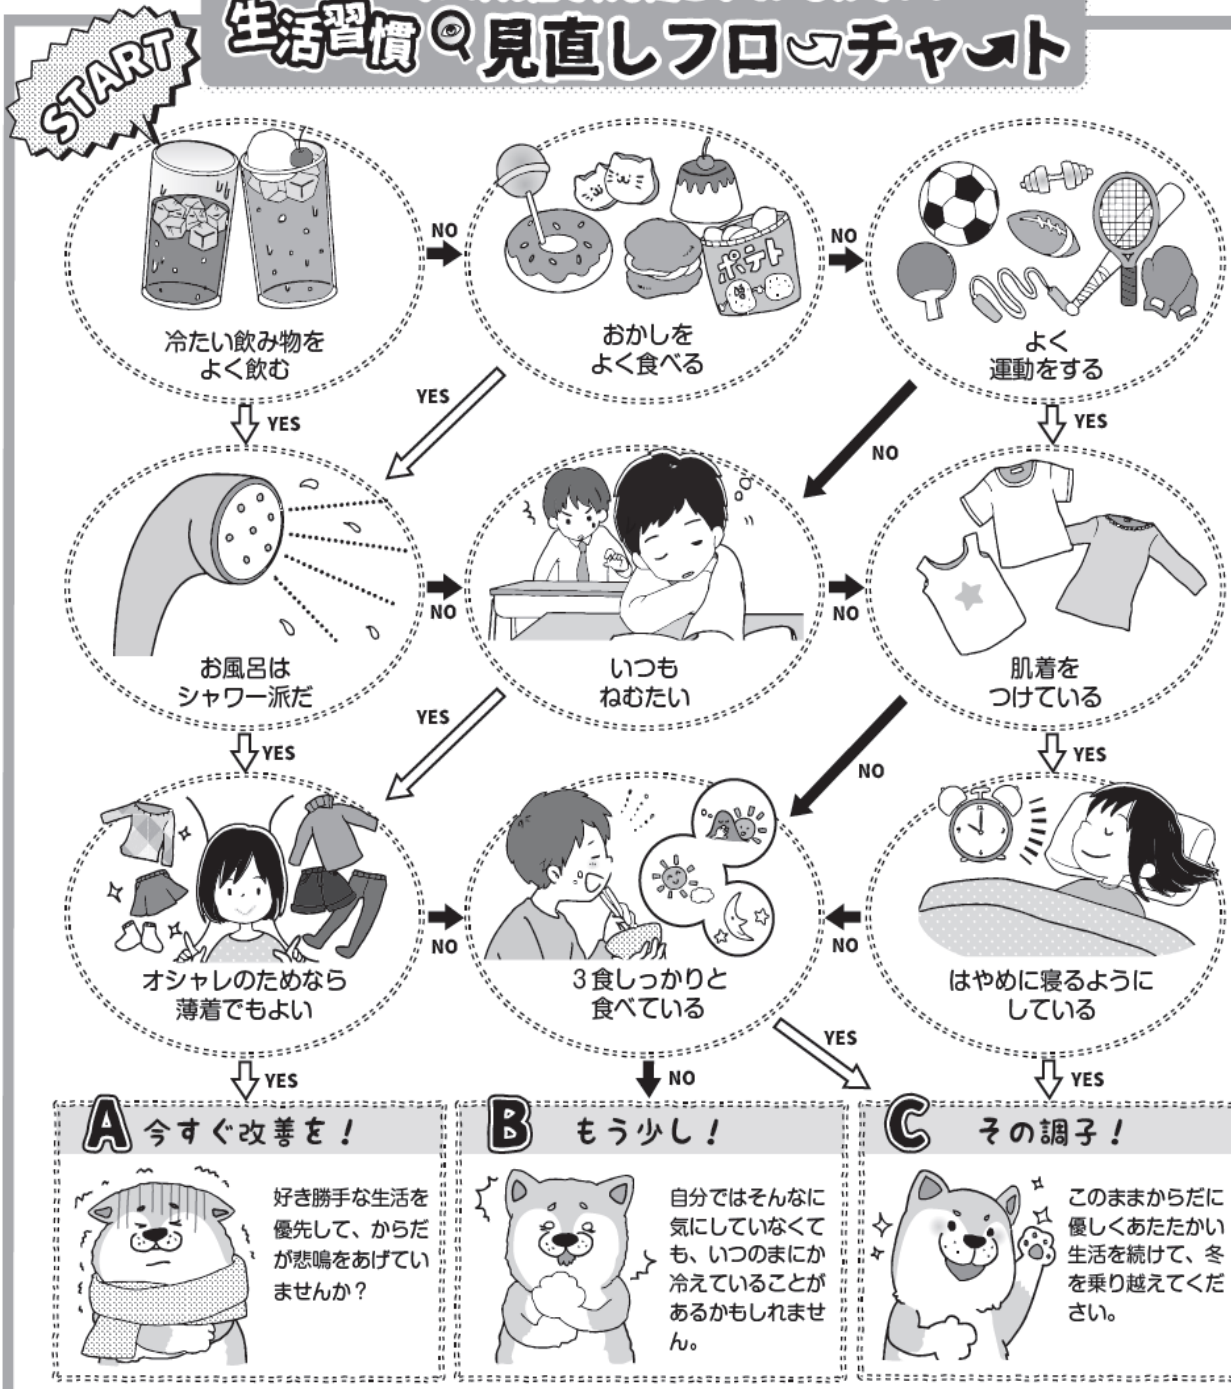 生活習慣 見直しフローチャート
START
冷たい飲み物を
よく飲む
NO
ポテト
おかしを
よく食べる
NO
よく
運動をする
YES
YES
NO
YES
お風呂は
シャワー派だ
NO
いつも
ねむたい
NO
肌着を
つけている
YES
YES
NO
YES
オシャレのためなら
薄着でもよい
NO
3食しっかりと
食べている
NO
はやめに寝るように
している
YES
NO
YES
YES
A 今すぐ改善を!
好き勝手な生活を
優先して、からだ
が悲鳴をあげてい
ませんか?
B もう少し!
自分ではそんなに
気にしていなくて
も、いつのまにか
冷えていることが
あるかもしれませ
ん。
C その調子!
このままからだに
優しくあたたかい
生活を続けて、冬
を乗り越えてくだ
さい。